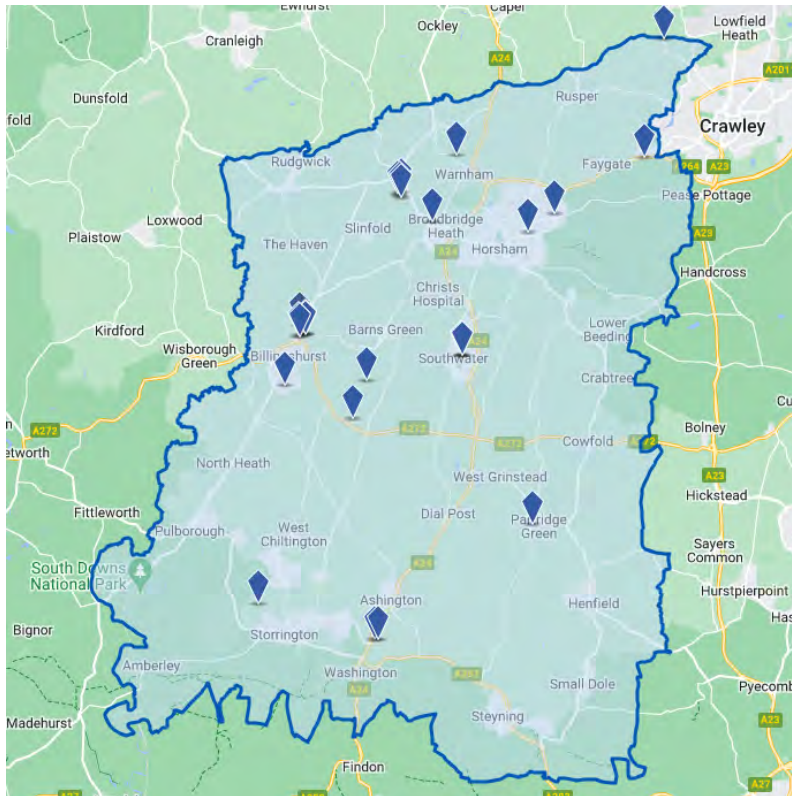 Ewhurst
Capel
Ockley
Lowfield
Heath
Cranleigh
A24
A201
Dunsfold
Rusper
fold
Crawley
Rudgwick
Warnham
Faygate
A23
Pease Pottage
Loxwood
Slinfold
Broadbridge
Heath
Plaistow
The Haven
Horsham
A23
A24
Handcross
Christs
Hospital
Kirdford
Barns Green
Lower
Beeding
Wisborough
Green
A24
Billingshurst
Southwater
Crabtree
A272
A272
A272
Cowfold
Bolney
etworth
A23
North Heath
West Grinstead
Hickstead
Fittleworth
Dial Post
Partridge
Green
Pulborough
West
Chiltington
Sayers
Common
South Downs
National Park
A24
Ashington
Henfield
Hurstpierpoint
Bignor
Storrington
Amberley
Washington
A283
Small Dole
Pyecomb
A24
Steyning
Madehurst
A23
Findon
A27